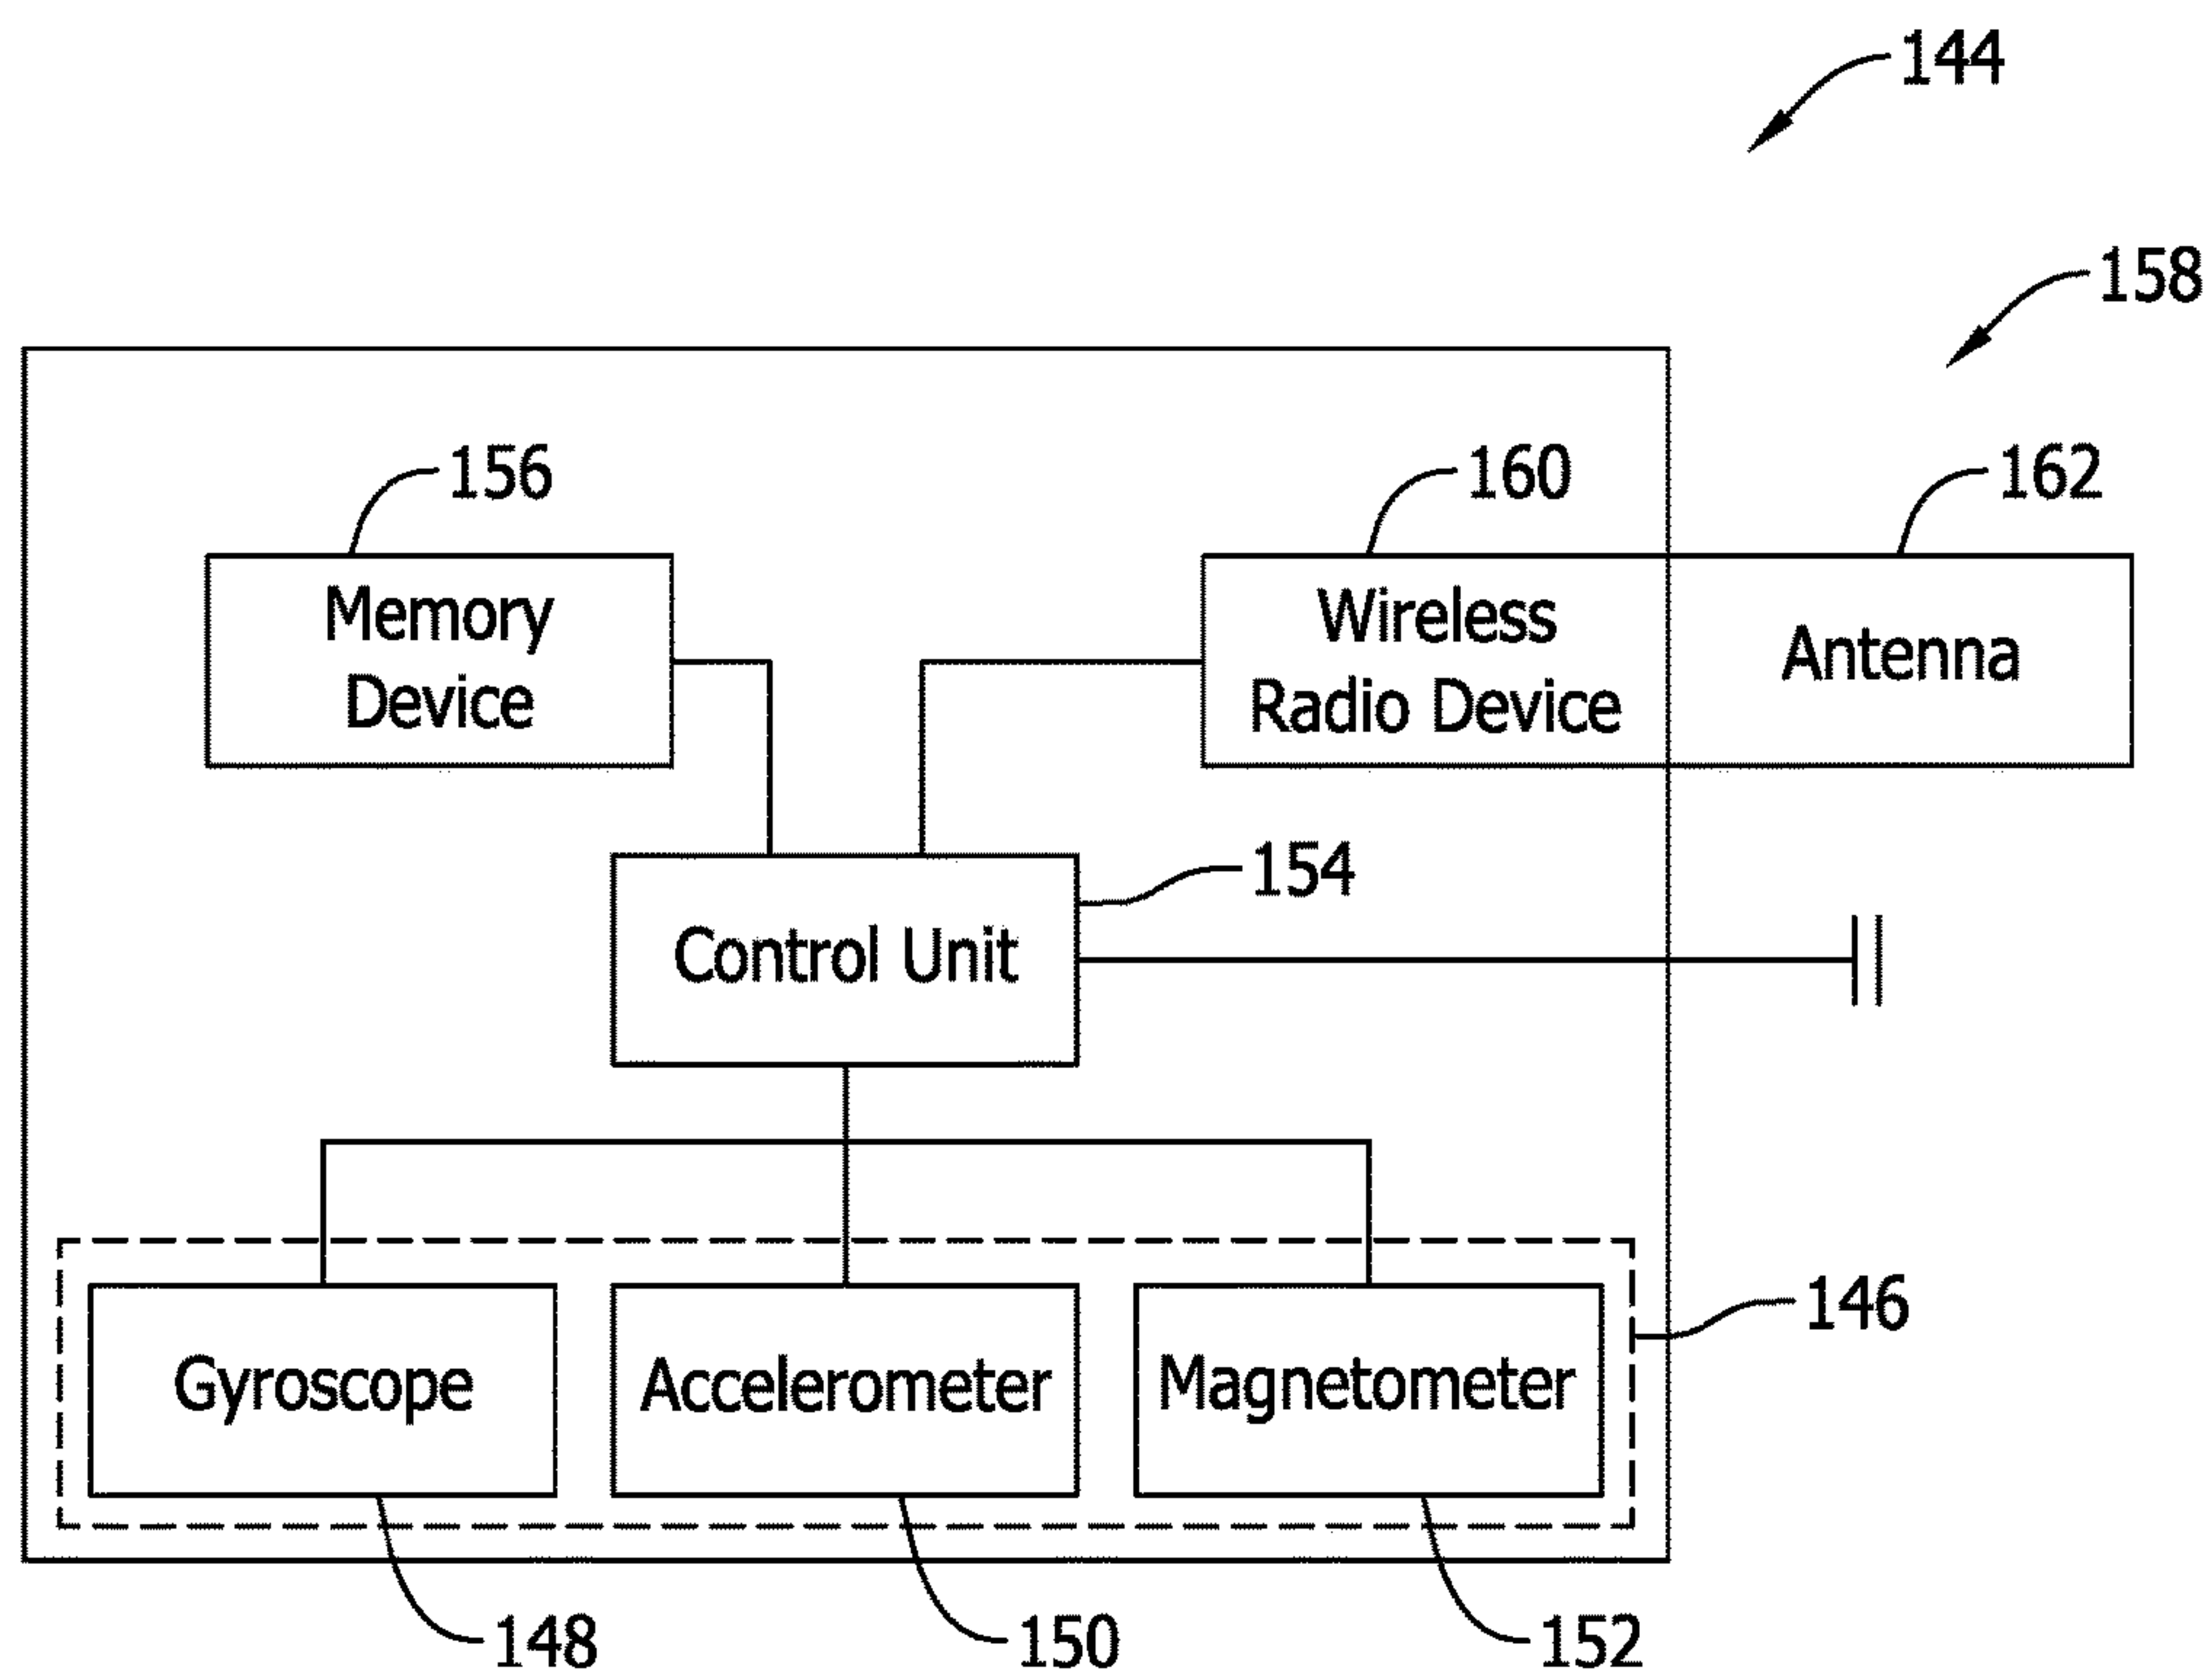 144
158
156
160
162
Memory
Device
Wireless
Radio Device
Antenna
154
Control Unit
146
Gyroscope
Accelerometer
Magnetometer
148
150
152